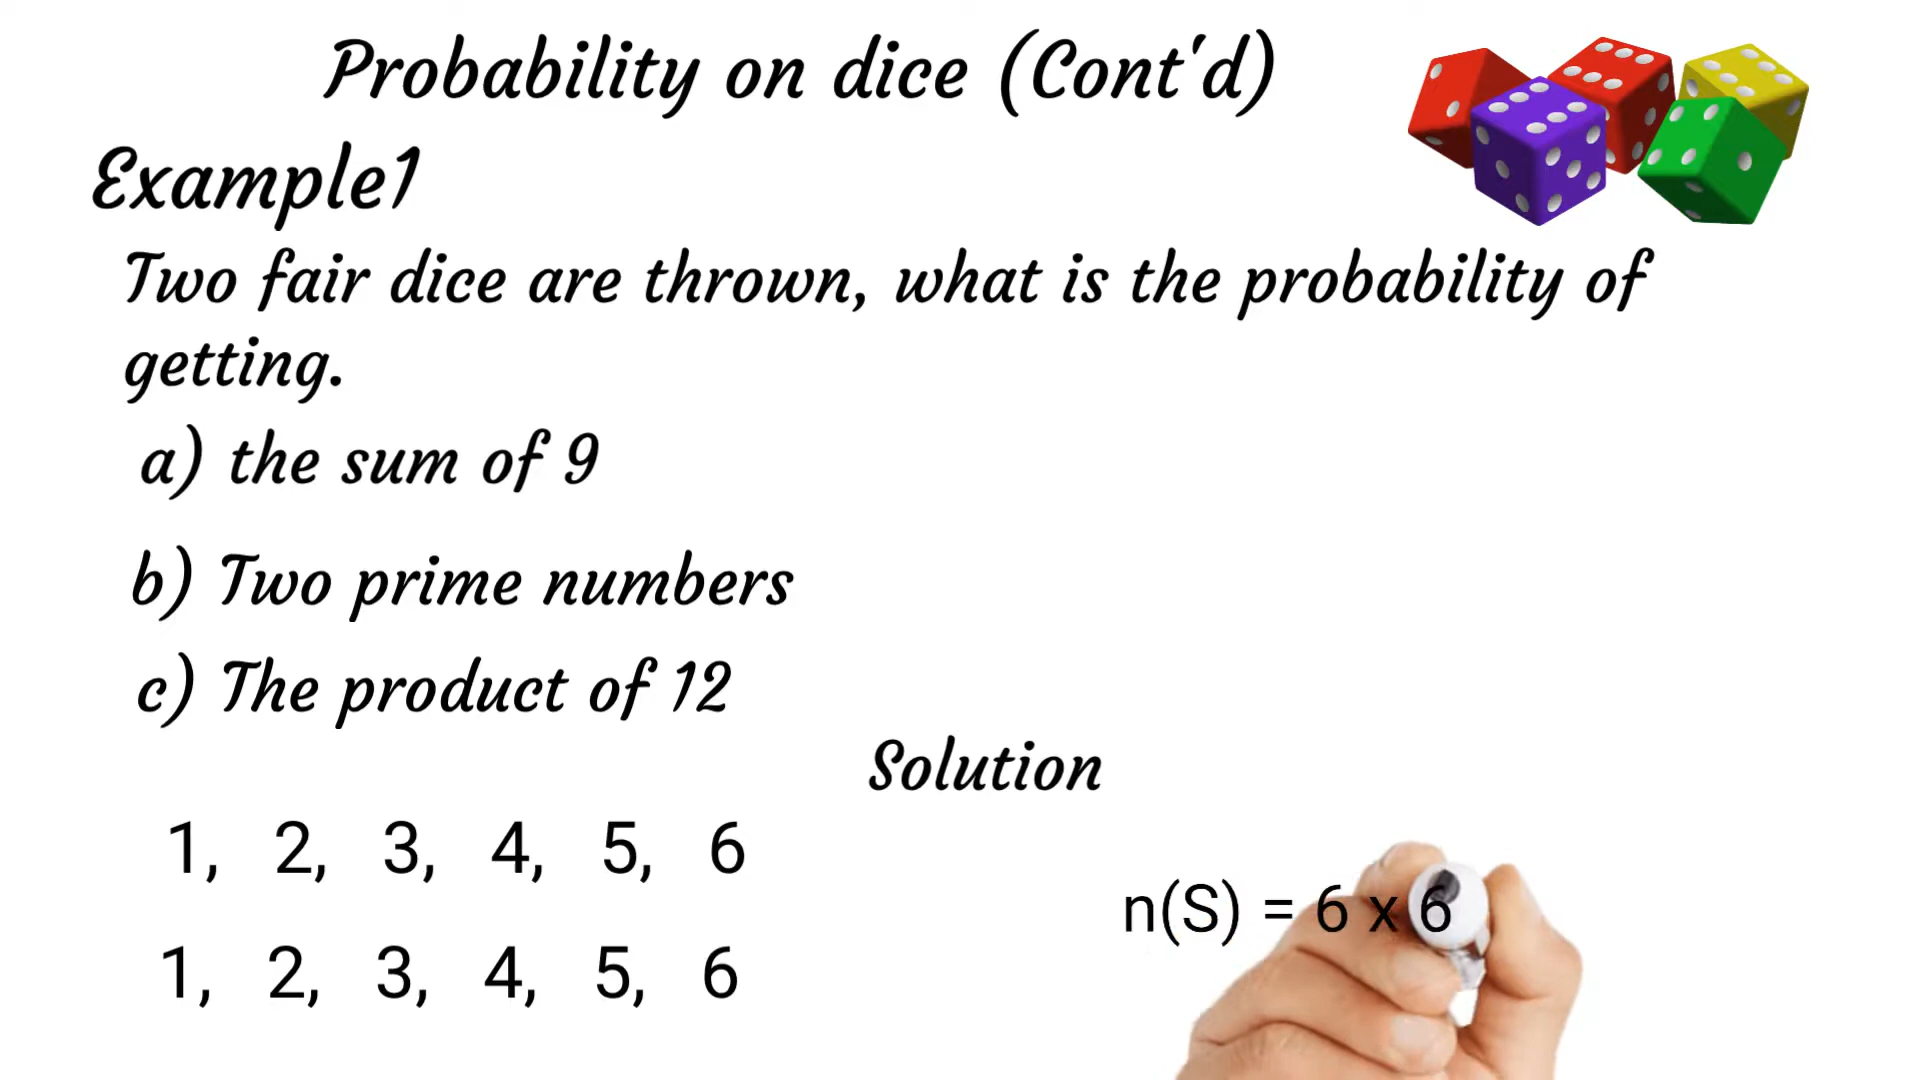 Probability on dice (Cont'd)
Example1
Two fair dice are thrown, what is the probability of
getting.
a) the sum of 9
b) Two prime numbers
c) The product of 12
Solution
1, 2, 3, 4, 5, 6
n(S) = 6 x 6
1, 2, 3, 4, 5, 6